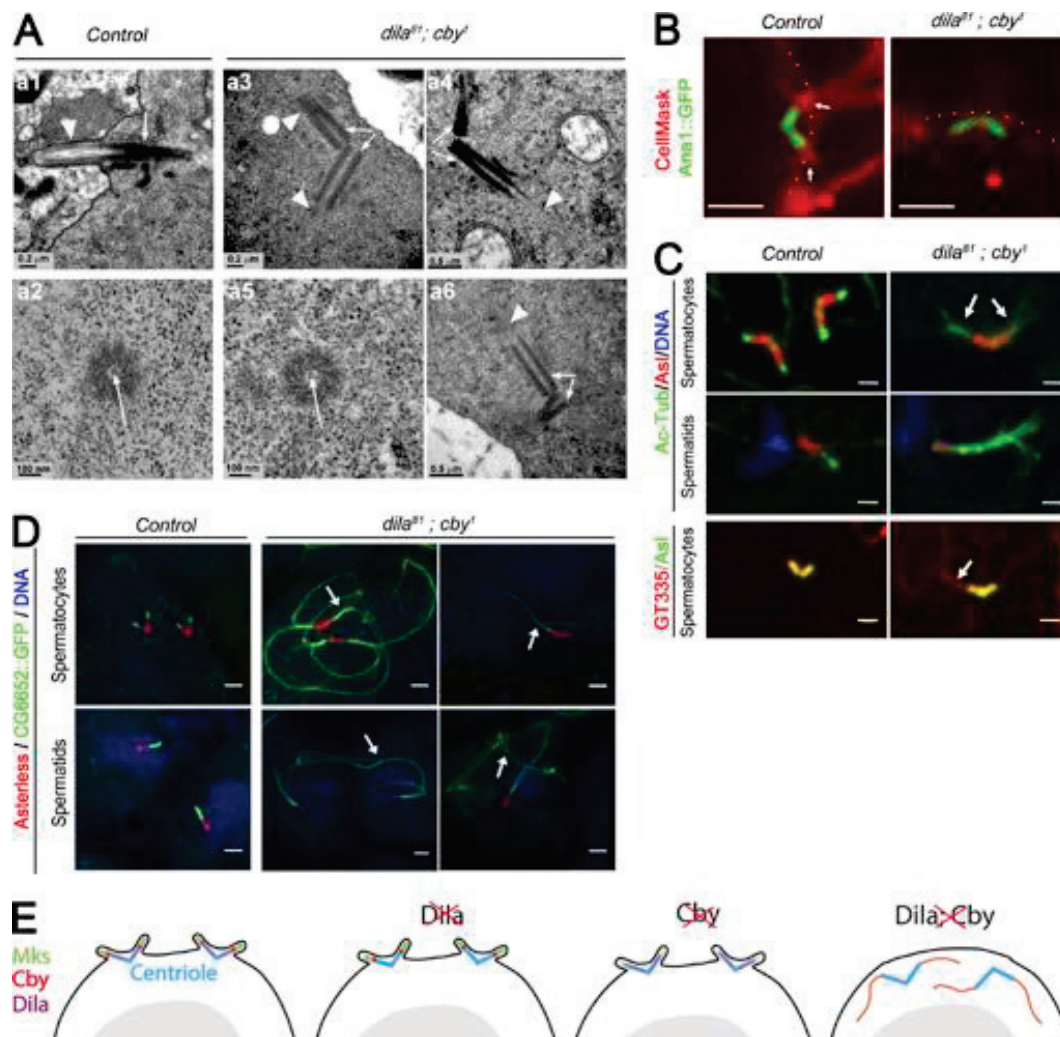 A
Control
dila81; cby1
a1
a3
a4
0.2 μm
0.2 μm
0.5 μm
a2
a5
a6
100 nm
100 nm
0.5 μm
B
Control
dila81 ; cby1
CellMask
Ana1::GFP
C
Control
dila81 ; cby1
Ac-Tub/Asl/DNA
Spermatocytes
Spermatids
GT335/Asl
Spermatocytes
D
Control
dila81 ; cby1
Asterless / CG6652::GFP / DNA
Spermatocytes
Spermatids
E
Dila
Cby
Dila;Cby
Mks
Cby
Dila
Centriole